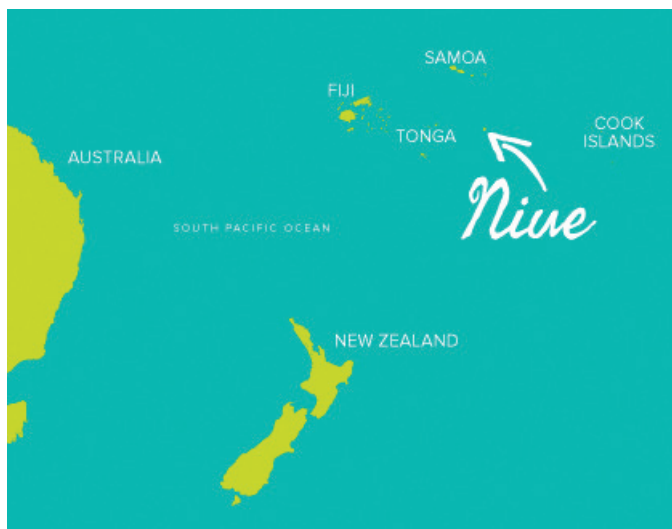 SAMOA
FIJI
TONGA
COOK
ISLANDS
AUSTRALIA
Niue
SOUTH PACIFIC OCEAN
NEW ZEALAND